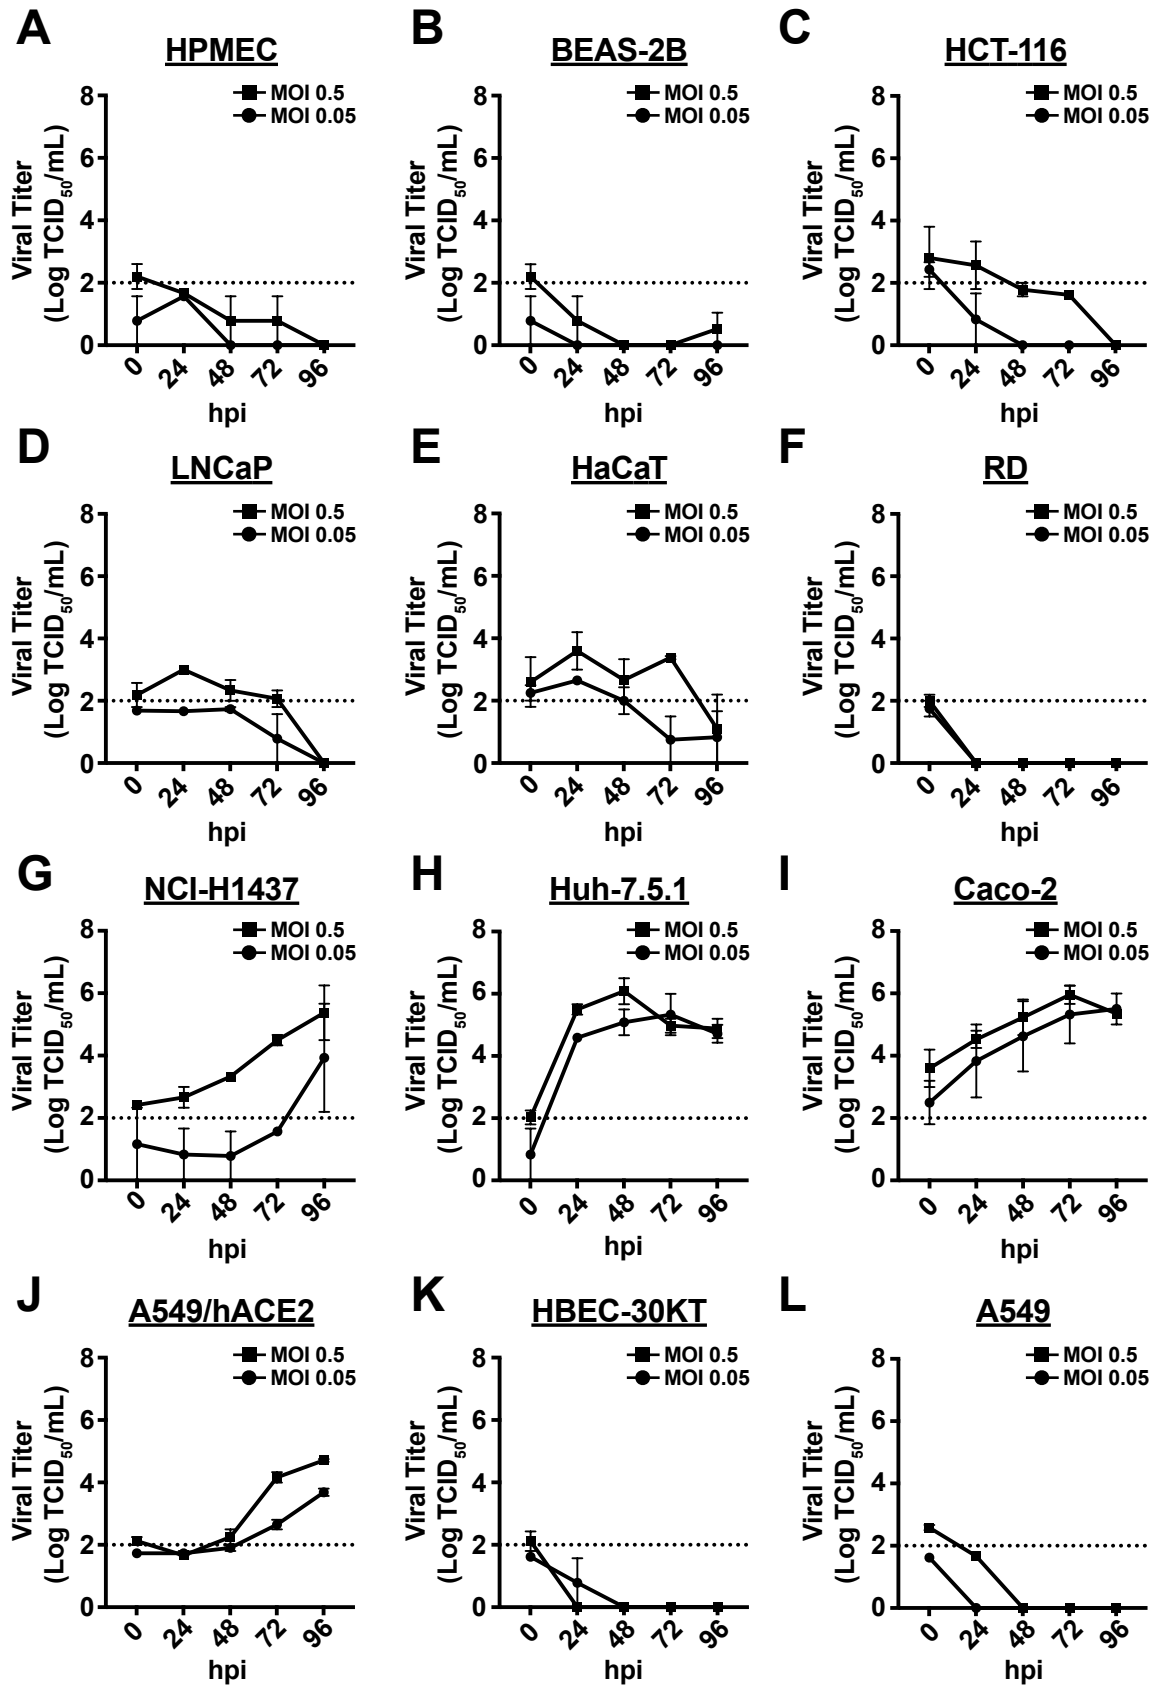 A
HPMEC
MOI 0.5
MOI 0.05
8
6
4
2
0
Viral Titer
(Log TCID50/mL)
0 24 48 72 96
hpi
B
BEAS-2B
MOI 0.5
MOI 0.05
8
6
4
2
0
Viral Titer
(Log TCID50/mL)
0 24 48 72 96
hpi
C
HCT-116
MOI 0.5
MOI 0.05
8
6
4
2
0
Viral Titer
(Log TCID50/mL)
0 24 48 72 96
hpi
D
LNCaP
MOI 0.5
MOI 0.05
8
6
4
2
0
Viral Titer
(Log TCID50/mL)
0 24 48 72 96
hpi
E
HaCaT
MOI 0.5
MOI 0.05
8
6
4
2
0
Viral Titer
(Log TCID50/mL)
0 24 48 72 96
hpi
F
RD
MOI 0.5
MOI 0.05
8
6
4
2
0
Viral Titer
(Log TCID50/mL)
0 24 48 72 96
hpi
G
NCI-H1437
MOI 0.5
MOI 0.05
8
6
4
2
0
Viral Titer
(Log TCID50/mL)
0 24 48 72 96
hpi
H
Huh-7.5.1
MOI 0.5
MOI 0.05
8
6
4
2
0
Viral Titer
(Log TCID50/mL)
0 24 48 72 96
hpi
I
Caco-2
MOI 0.5
MOI 0.05
8
6
4
2
0
Viral Titer
(Log TCID50/mL)
0 24 48 72 96
hpi
J
A549/hACE2
MOI 0.5
MOI 0.05
8
6
4
2
0
Viral Titer
(Log TCID50/mL)
0 24 48 72 96
hpi
K
HBEC-30KT
MOI 0.5
MOI 0.05
8
6
4
2
0
Viral Titer
(Log TCID50/mL)
0 24 48 72 96
hpi
L
A549
MOI 0.5
MOI 0.05
8
6
4
2
0
Viral Titer
(Log TCID50/mL)
0 24 48 72 96
hpi